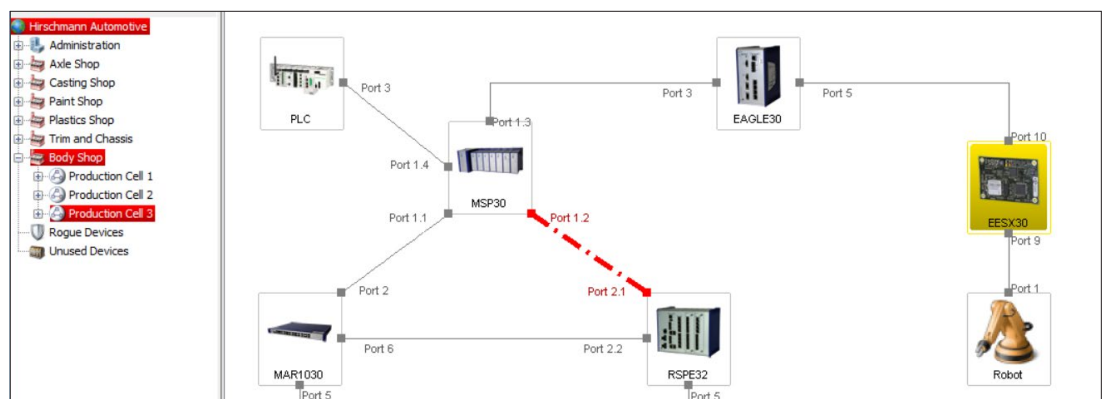 Hirschmann Automotive
Administration
Axle Shop
Casting Shop
Paint Shop
Plastics Shop
Trim and Chassis
Body Shop
Production Cell 1
Production Cell 2
Production Cell 3
Rogue Devices
Unused Devices
PLC
Port 3
Port 1.3
Port 3
EAGLE30
Port 5
Port 10
Port 1.4
MSP30
Port 1.1
Port 1.2
EESX30
Port 9
Port 2
Port 2.1
Port 1
Port 6
Port 2.2
MAR1030
RSPE32
Robot
Port 5
Port 5